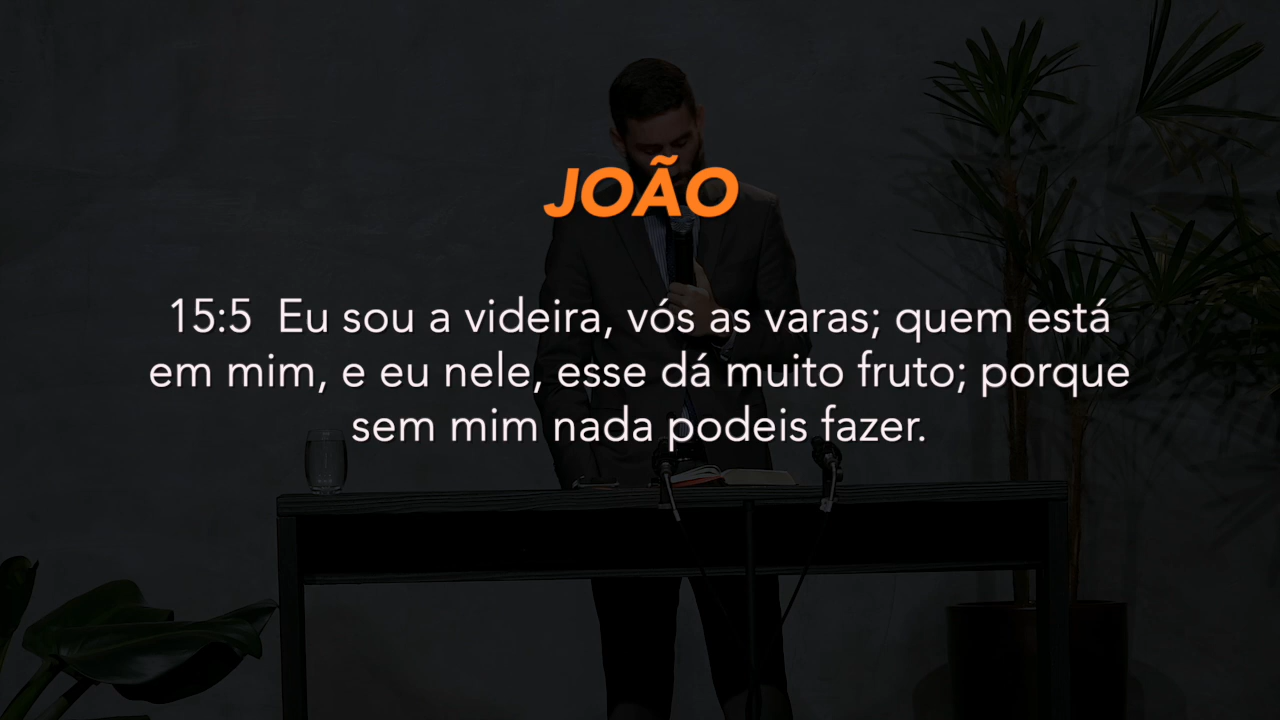 JOÃO
15:5 Eu sou a videira, vós as varas; quem está
em mim, e eu nele, esse dá muito fruto; porque
sem mim nada podeis fazer.